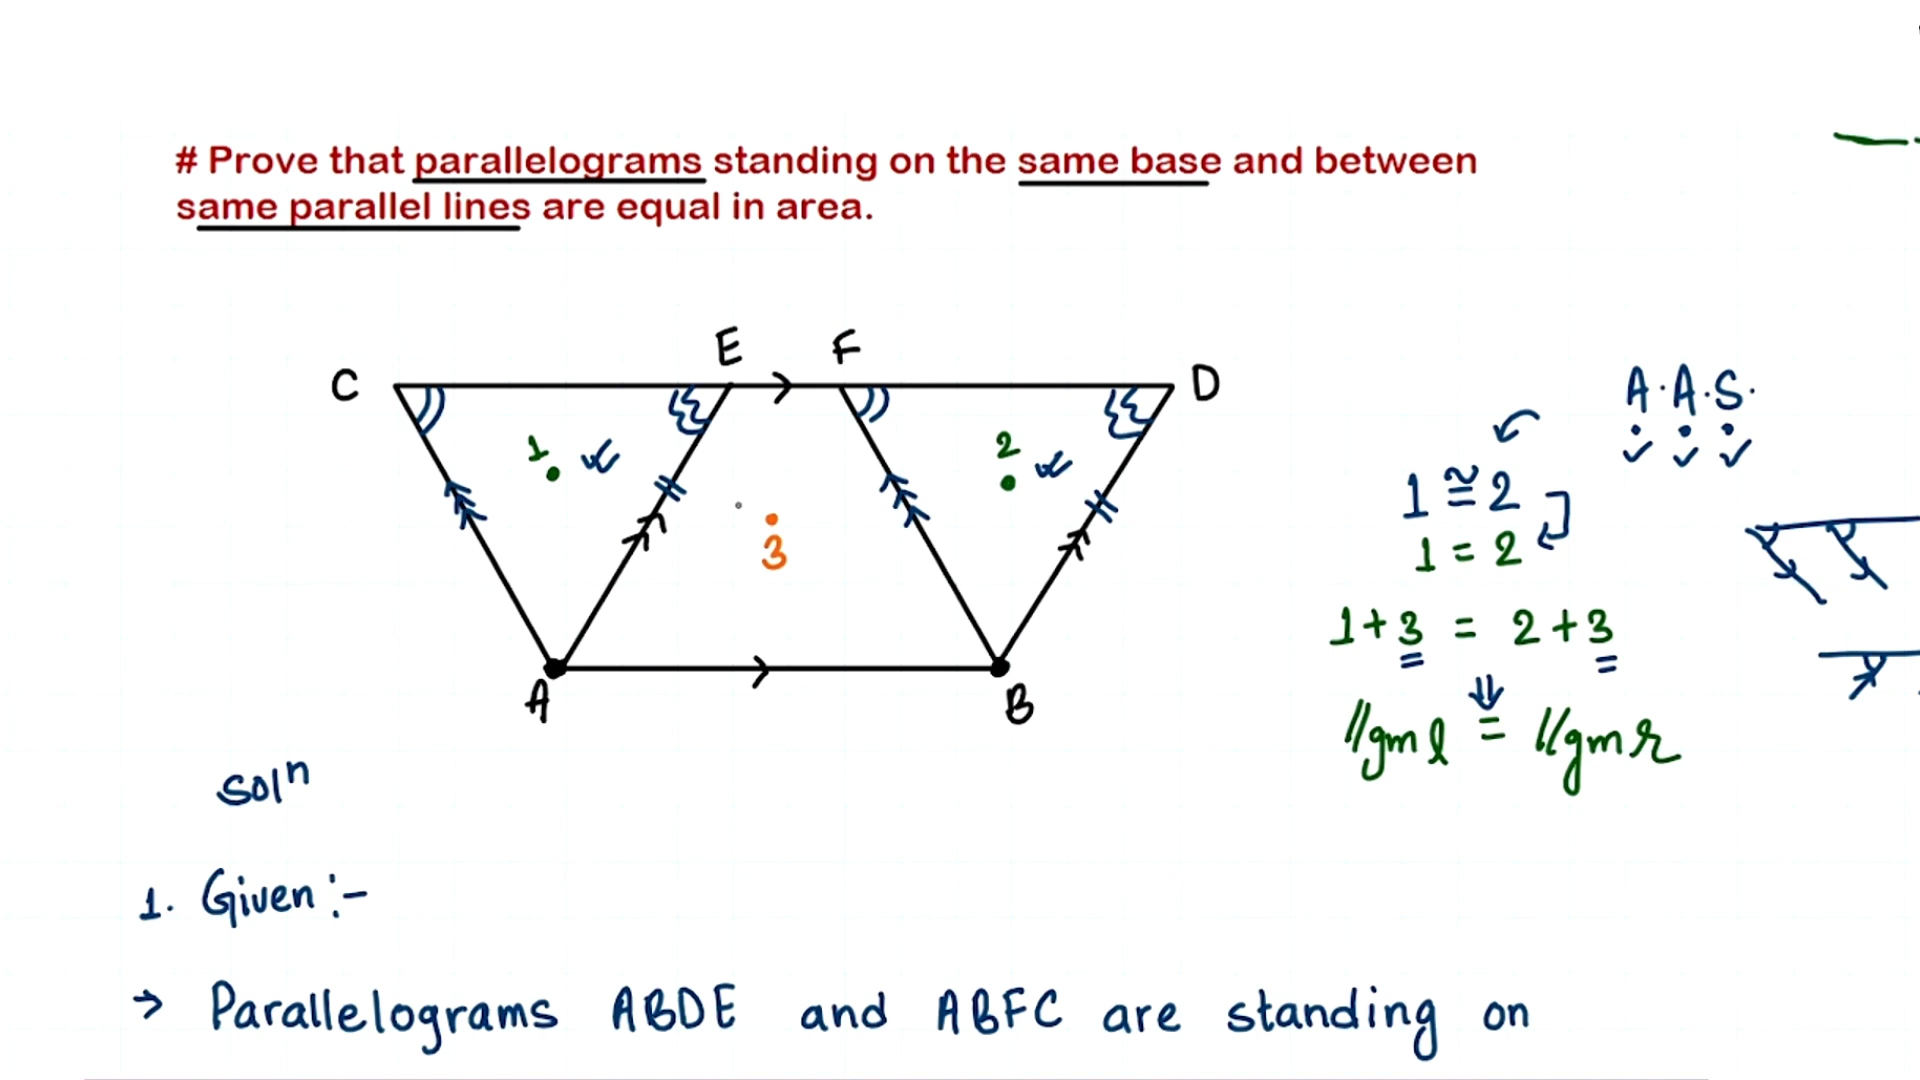 # Prove that parallelograms standing on the same base and between
same parallel lines are equal in area.
C E F D
1 2
3
A B
A.A.S.
1 ≅ 2
1 = 2
1+3 = 2+3
//gm l = //gm r
Solⁿ
1. Given :-
→ Parallelograms ABDE and ABFC are standing on